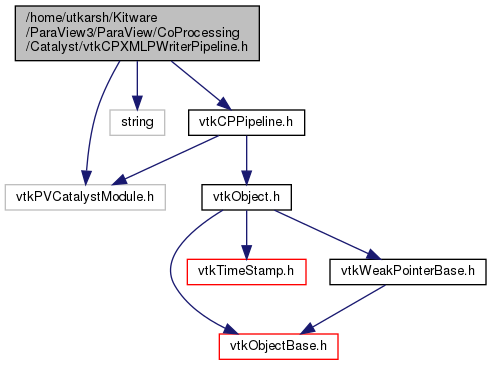 /home/utkarsh/Kitware
/ParaView3/ParaView/CoProcessing
/Catalyst/vtkCPXMLPWriterPipeline.h
string
vtkCPPipeline.h
vtkPVCatalystModule.h
vtkObject.h
vtkTimeStamp.h
vtkWeakPointerBase.h
vtkObjectBase.h